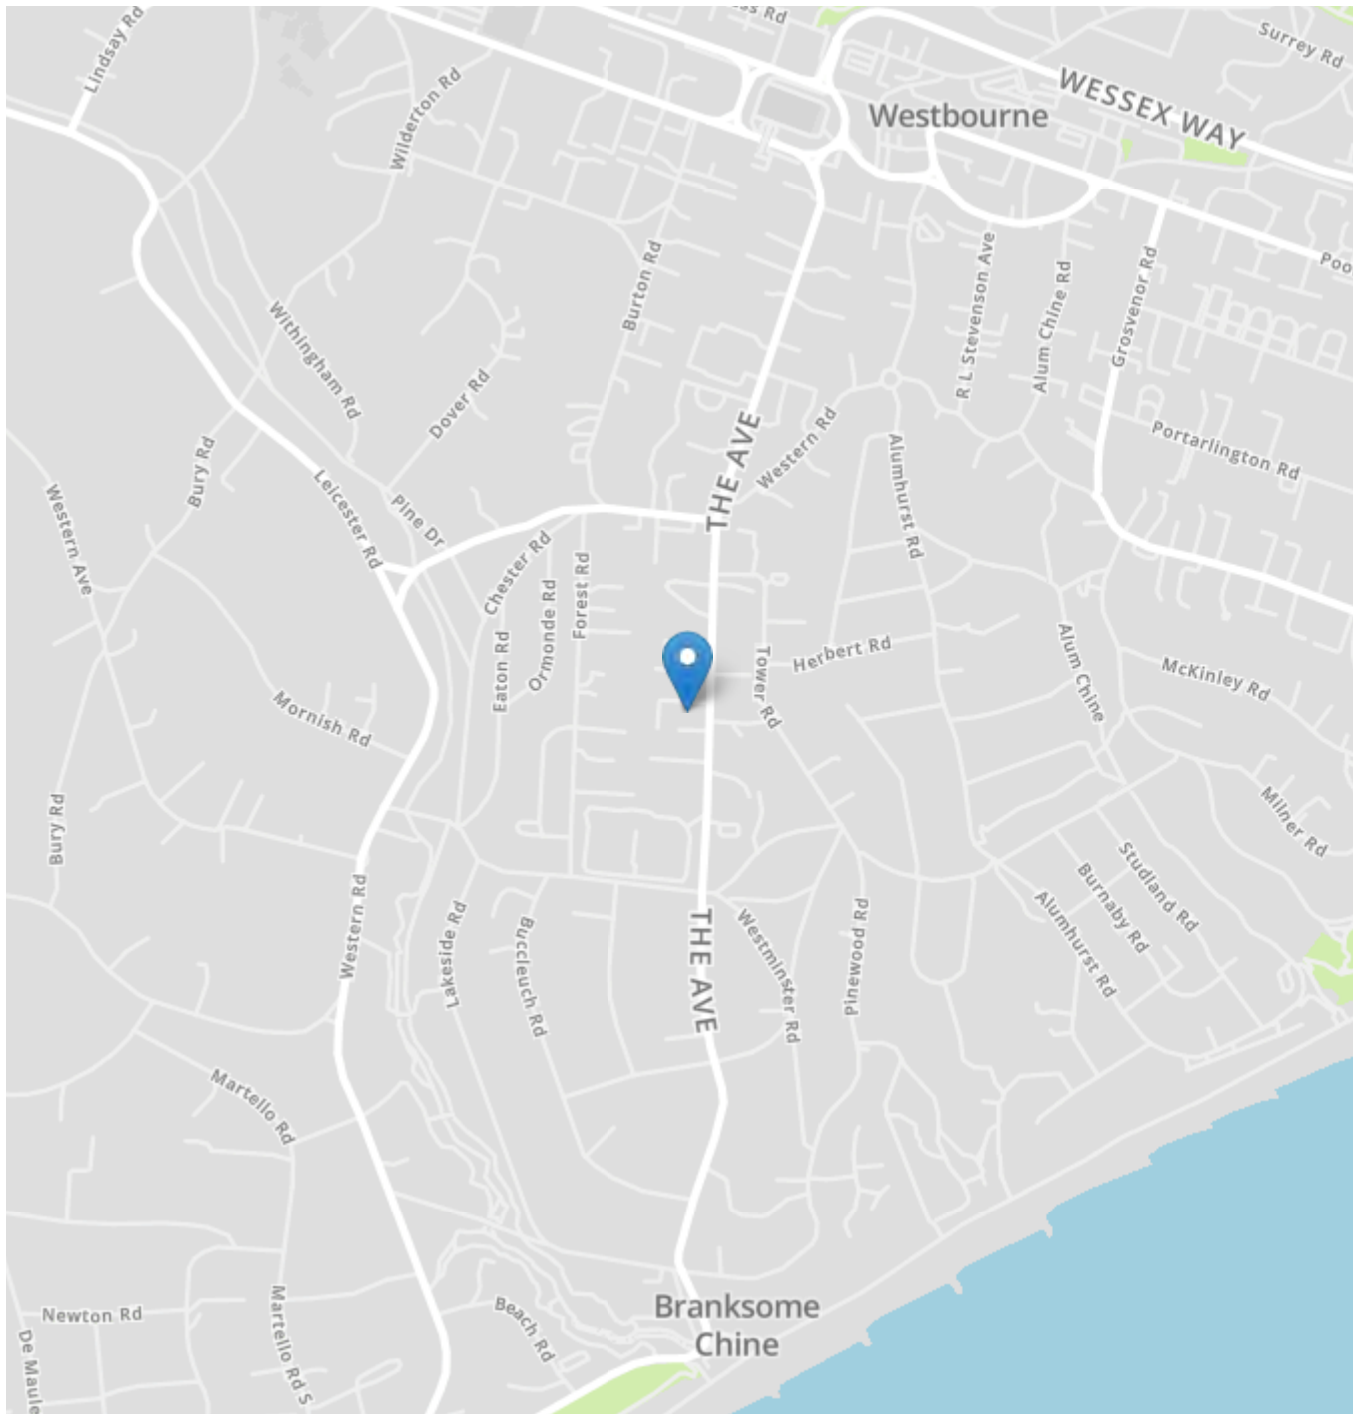 Lindsay Rd
Surrey Rd
WESSEX WAY
Westbourne
Wilderton Rd
Burton Rd
R L Stevenson Ave
Alum Chine Rd
Grosvenor Rd
Withingham Rd
Dover Rd
THE AVE
Western Rd
Portarlington Rd
Bury Rd
Leicester Rd
Pine Dr
Alumhurst Rd
Western Ave
Chester Rd
Ormonde Rd
Forest Rd
Eaton Rd
Tower Rd
Herbert Rd
Alum Chine
McKinley Rd
Mornish Rd
Bury Rd
Milner Rd
Studland Rd
Burnaby Rd
Alumhurst Rd
Western Rd
Lakeside Rd
Buccleuch Rd
THE AVE
Westminster Rd
Pinewood Rd
Martello Rd
Newton Rd
De Maule
Martello Rd S
Beach Rd
Branksome
Chine